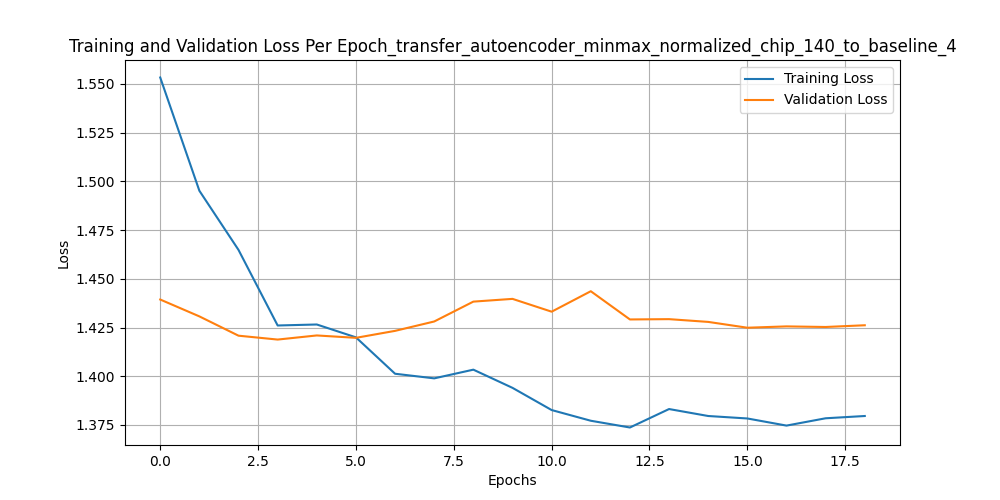 Training and Validation Loss Per Epoch_transfer_autoencoder_minmax_normalized_chip_140_to_baseline_4
Training Loss
Validation Loss
1.550
1.525
1.500
1.475
1.450
1.425
1.400
1.375
Loss
0.0 2.5 5.0 7.5 10.0 12.5 15.0 17.5
Epochs